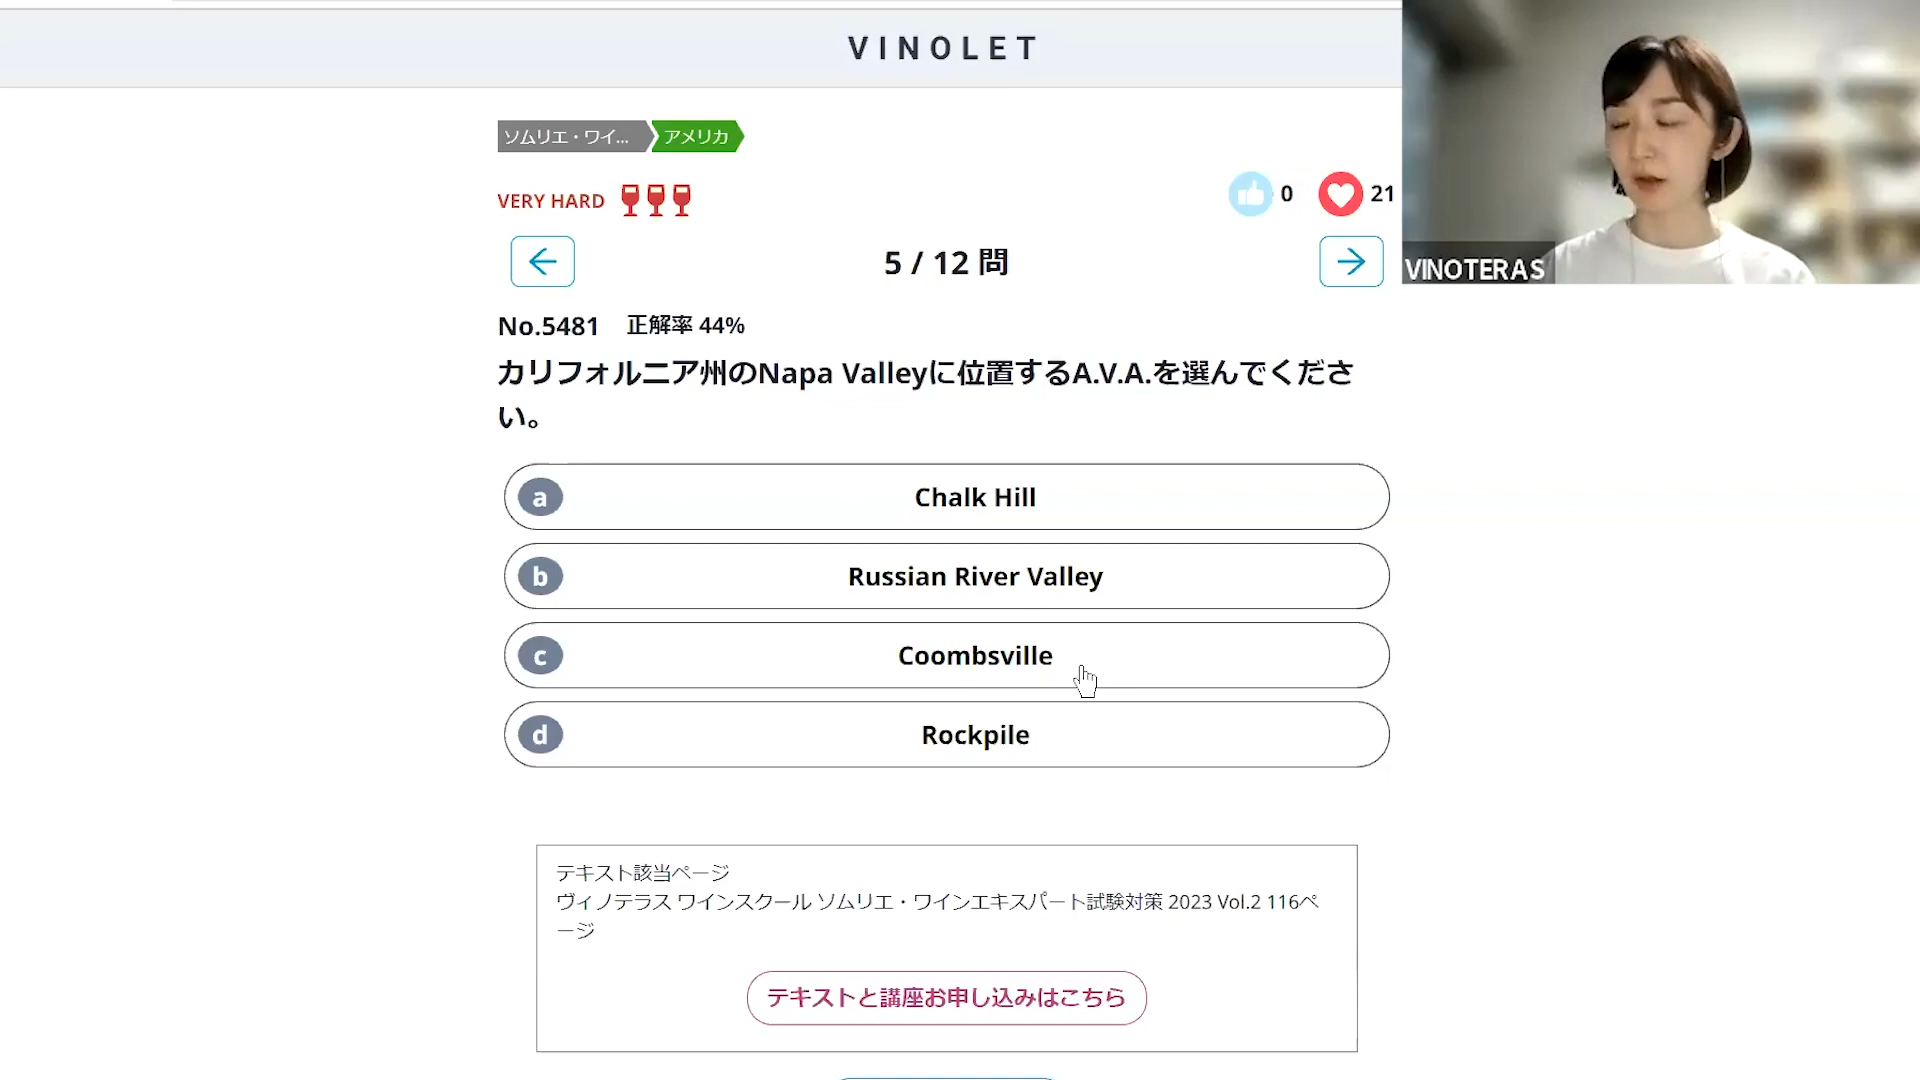 VINOLET
ソムリエ・ワイ...
アメリカ
VERY HARD
0
21
5 / 12 問
VINOTERAS
No.5481 正解率 44%
カリフォルニア州のNapa Valleyに位置するA.V.A.を選んでくださ
い。
a Chalk Hill
b Russian River Valley
c Coombsville
d Rockpile
テキスト該当ページ
ヴィノテラス ワインスクール ソムリエ・ワインエキスパート試験対策 2023 Vol.2 116ペ
ージ
テキストと講座お申し込みはこちら